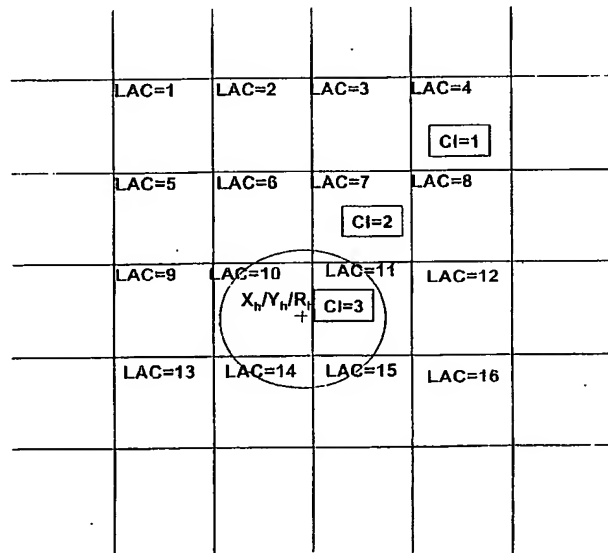 LAC=1 LAC=2 LAC=3 LAC=4
CI=1
LAC=5 LAC=6 LAC=7 LAC=8
CI=2
LAC=9 LAC=10 LAC=11 LAC=12
Xh/Yh/Rh CI=3
LAC=13 LAC=14 LAC=15 LAC=16